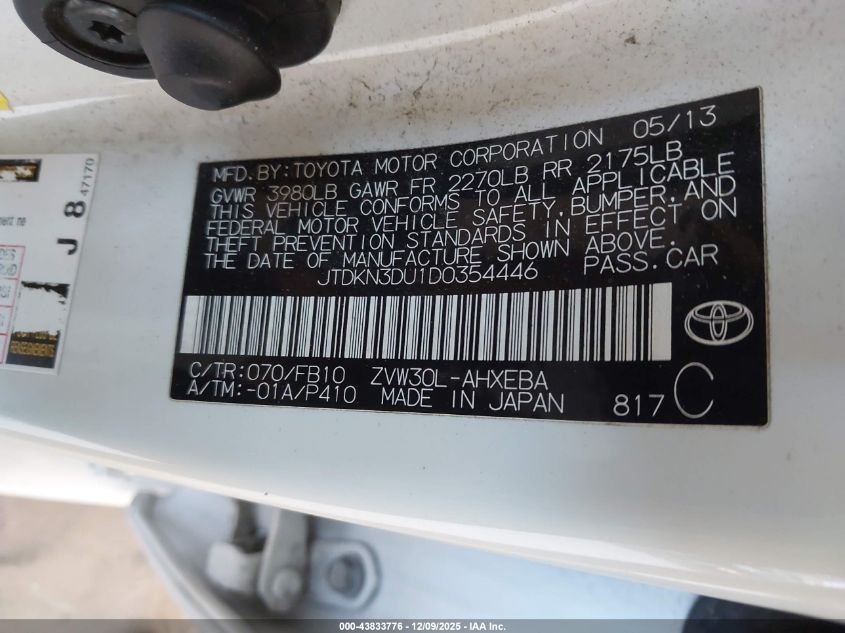 MFD. BY: TOYOTA MOTOR CORPORATION 05/13
GVWR 3980LB GAWR FR 2270LB RR 2175LB
THIS VEHICLE CONFORMS TO ALL APPLICABLE
FEDERAL MOTOR VEHICLE SAFETY, BUMPER, AND
THEFT PREVENTION STANDARDS IN EFFECT ON
THE DATE OF MANUFACTURE SHOWN ABOVE.
JTDKN3DU1D0354446 PASS. CAR
C/TR:070/FB10 ZVW30L-AHXEBA
A/TM:-01A/P410 MADE IN JAPAN 817 C
J 8 47170
000-43833776 - 12/09/2025 - IAA Inc.